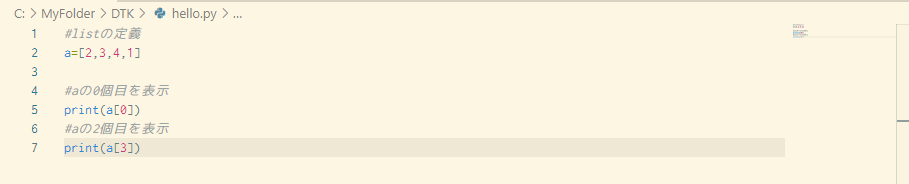 C: > MyFolder > DTK > hello.py > ...
1 #listの定義
2 a=[2,3,4,1]
3
4 #aの0個目を表示
5 print(a[0])
6 #aの2個目を表示
7 print(a[3])